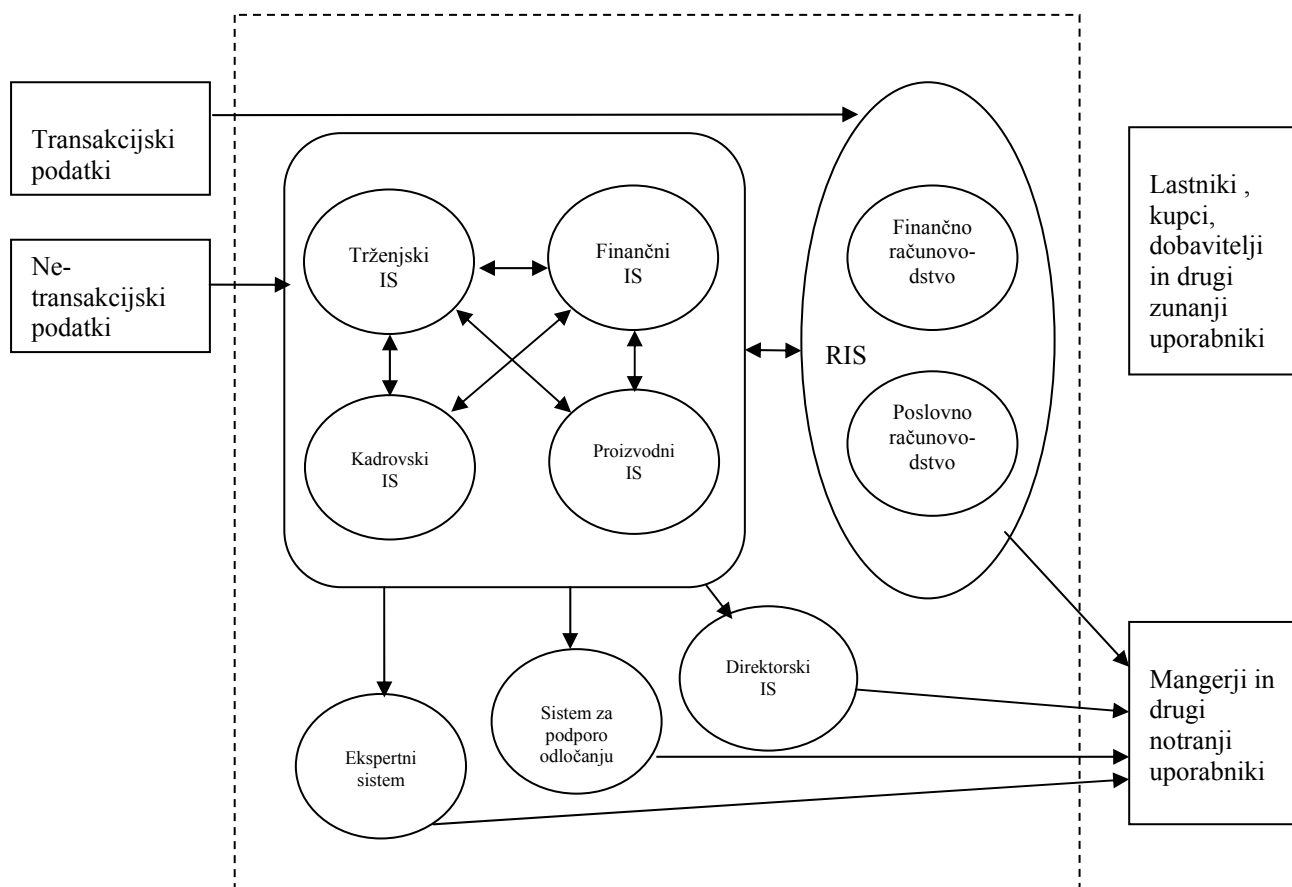 Transakcijski
podatki
Ne-
transakcijski
podatki
Trženjski
IS
Finančni
IS
Kadrovski
IS
Proizvodni
IS
RIS
Finančno
računovo-
dstvo
Poslovno
računovo-
dstvo
Lastniki ,
kupci,
dobavitelji
in drugi
zunanji
uporabniki
Direktorski
IS
Sistem za
podporo
odločanju
Ekspertni
sistem
Mangerji in
drugi
notranji
uporabniki